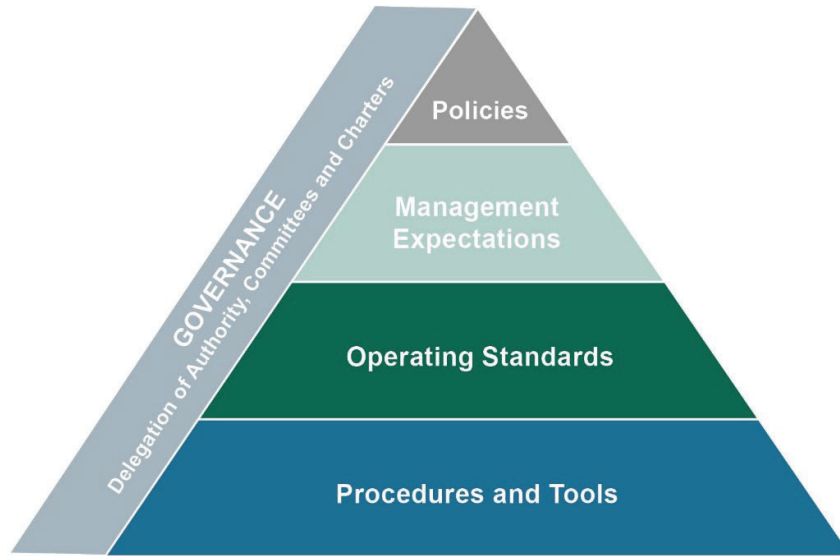 Policies
Management
Expectations
Operating Standards
Procedures and Tools
GOVERNANCE
Delegation of Authority, Committees and Charters